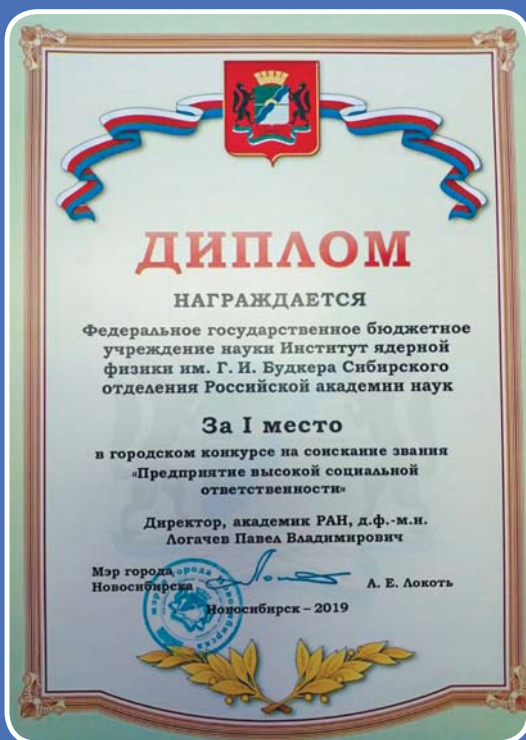 ДИПЛОМ
НАГРАЖДАЕТСЯ
Федеральное государственное бюджетное
учреждение науки Институт ядерной
физики им. Г. И. Будкера Сибирского
отделения Российской академии наук
За I место
в городском конкурсе на соискание звания
«Предприятие высокой социальной
ответственности»
Директор, академик РАН, д.ф.-м.н.
Логачев Павел Владимирович
Мэр города
Новосибирска
А. Е. Локоть
Новосибирск – 2019